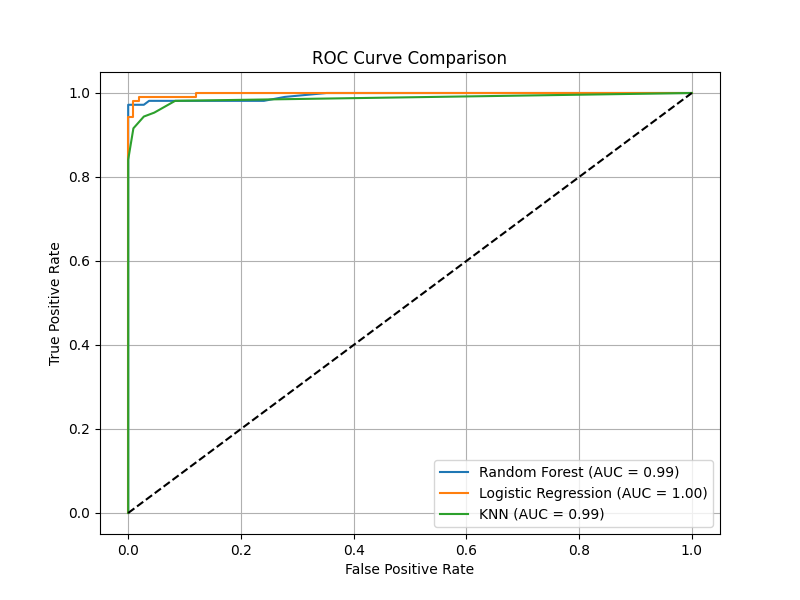 ROC Curve Comparison
True Positive Rate
1.0
0.8
0.6
0.4
0.2
0.0
Random Forest (AUC = 0.99)
Logistic Regression (AUC = 1.00)
KNN (AUC = 0.99)
0.0 0.2 0.4 0.6 0.8 1.0
False Positive Rate